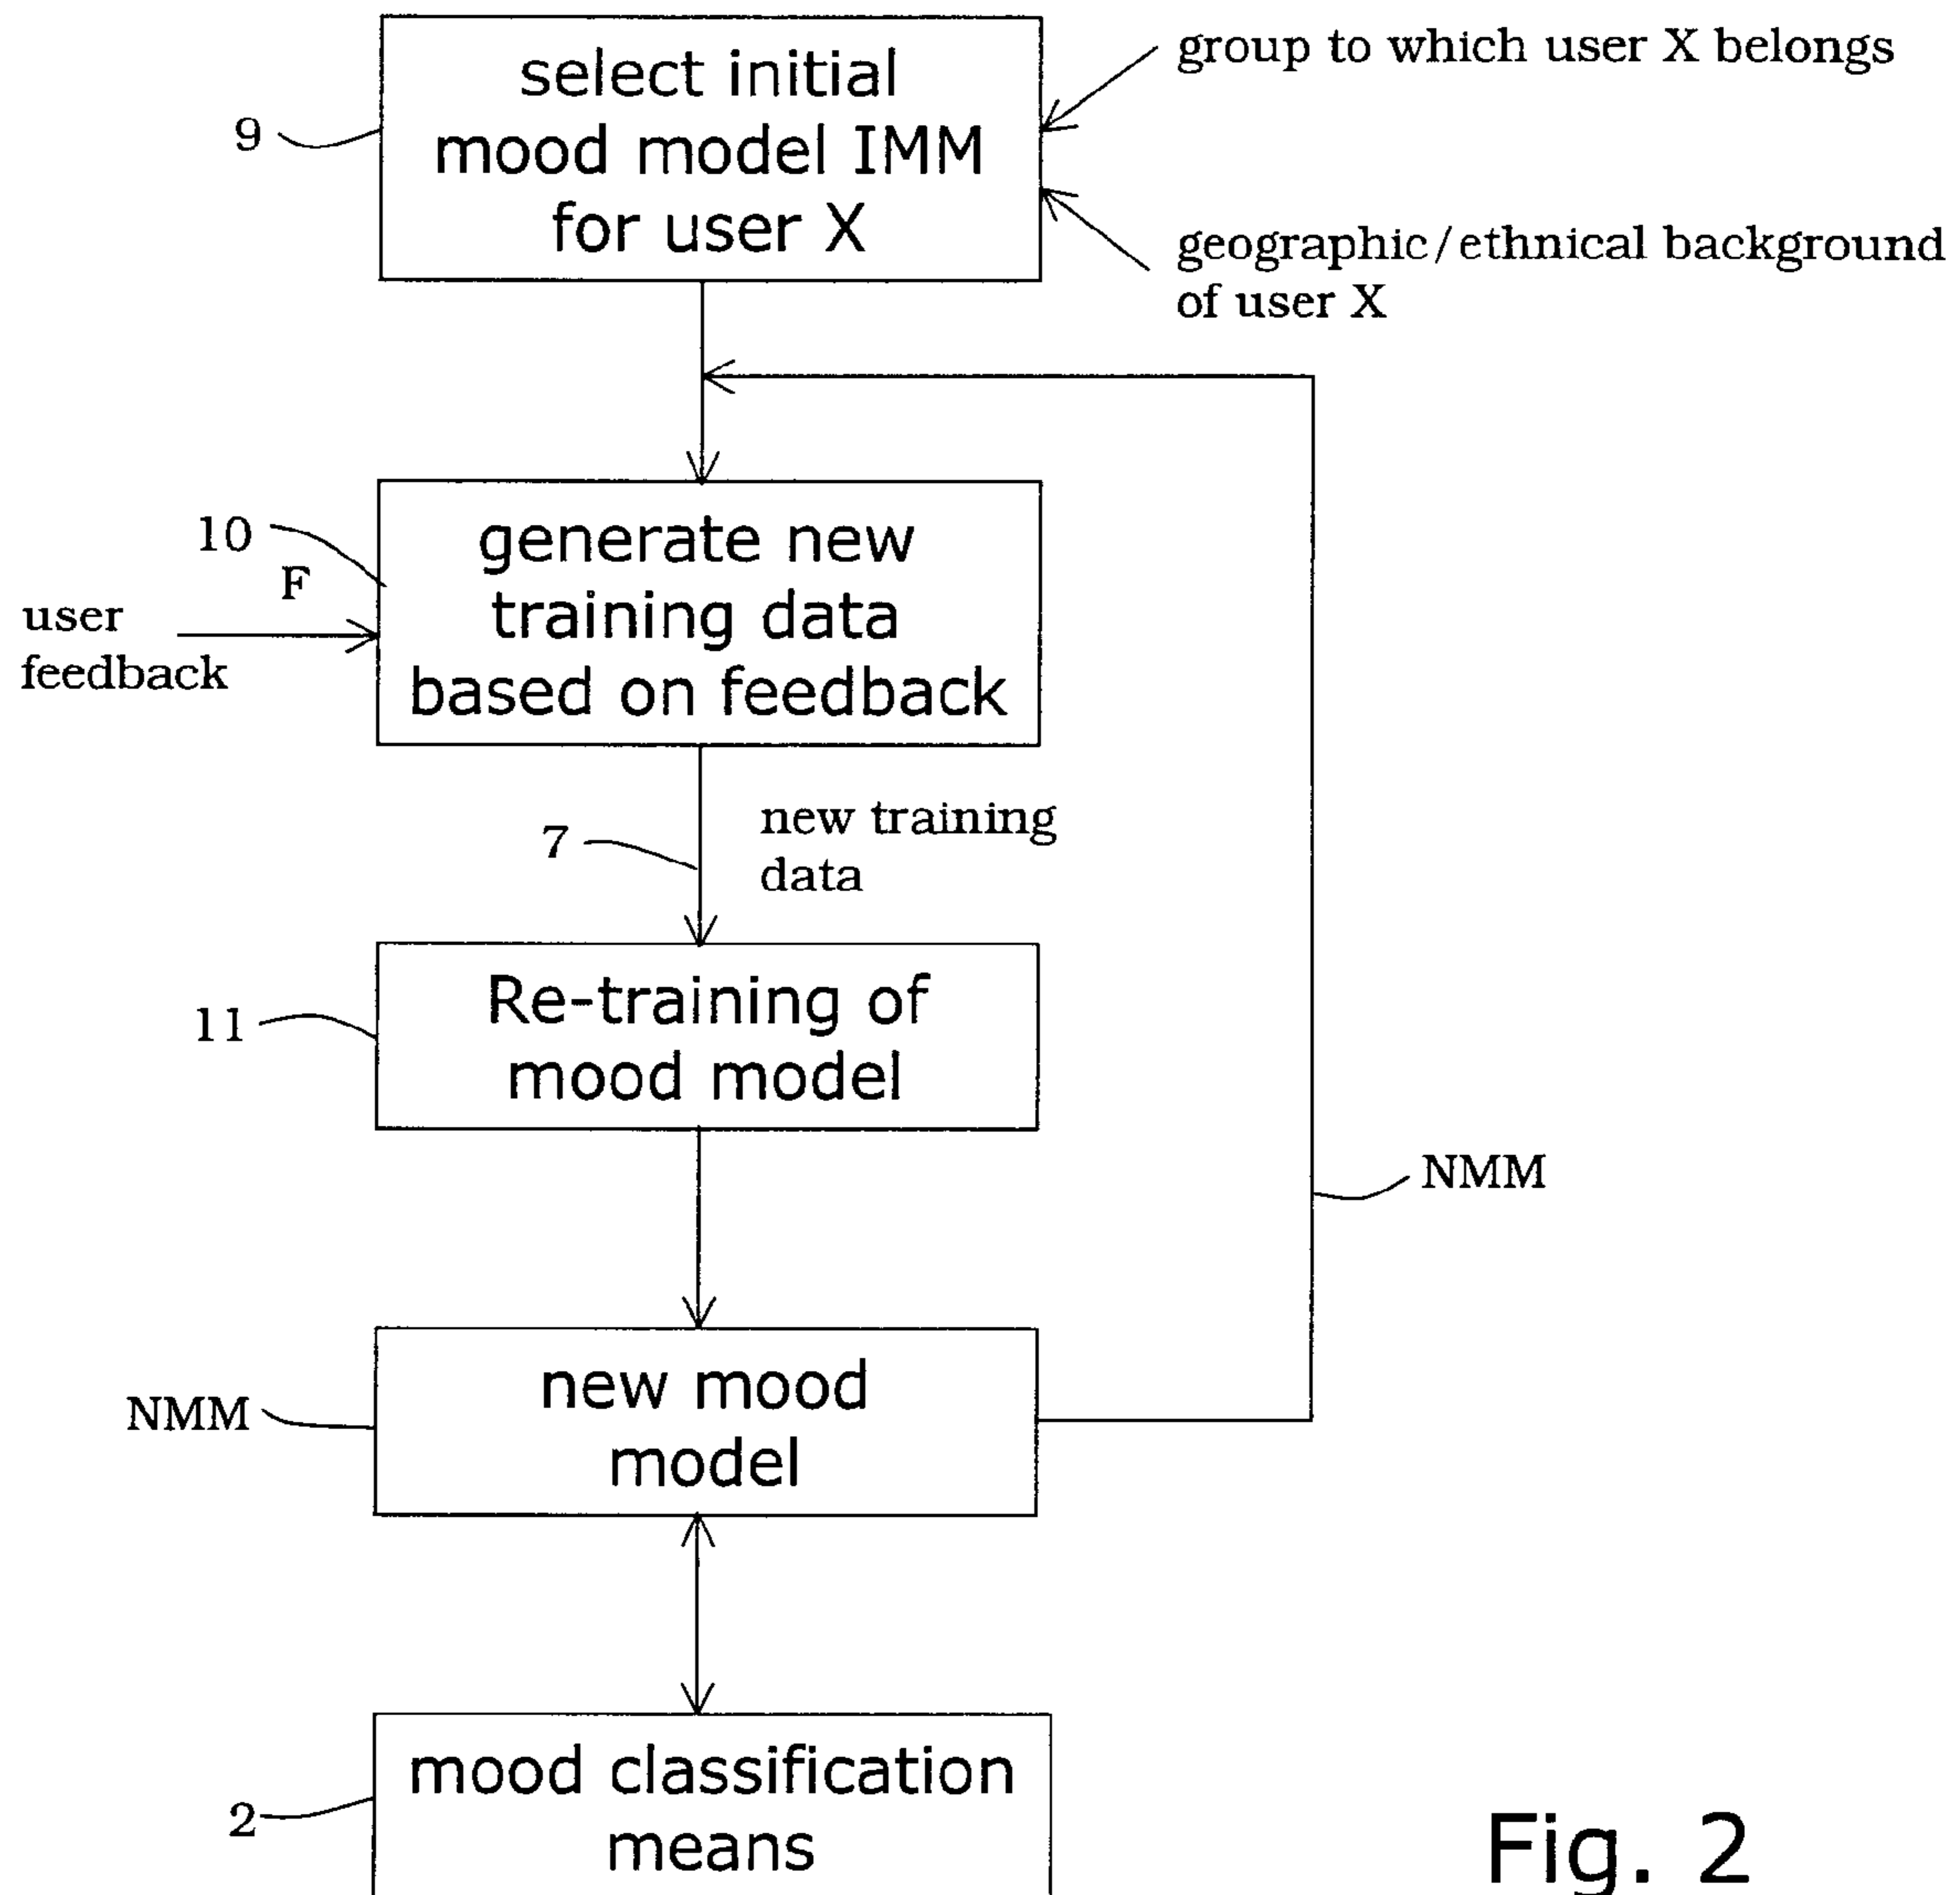 select initial
mood model IMM
for user X
9
group to which user X belongs
geographic/ethnical background
of user X
10
F
user
feedback
generate new
training data
based on feedback
7
new training
data
11
Re-training of
mood model
NMM
NMM
new mood
model
2
mood classification
means
Fig. 2